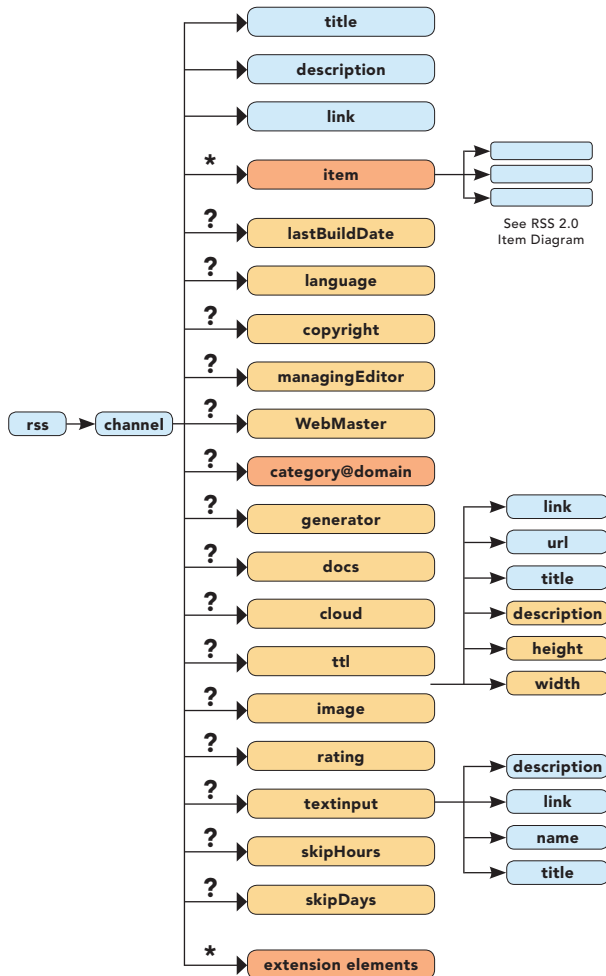 title
description
link
*
item
See RSS 2.0
Item Diagram
?
lastBuildDate
?
language
?
copyright
?
managingEditor
rss
channel
?
WebMaster
?
category@domain
?
generator
?
docs
?
cloud
?
ttl
?
image
link
url
title
description
height
width
?
rating
?
textinput
description
link
name
title
?
skipHours
?
skipDays
*
extension elements